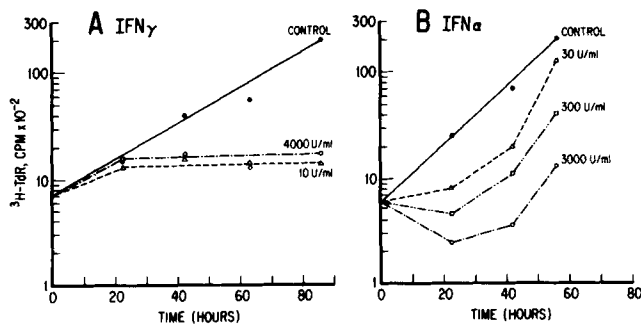 A IFNγ
³H-TdR, CPM x 10⁻²
100
10
1
CONTROL
4000 U/ml
10 U/ml
0 20 40 60 80
TIME (HOURS)
B IFNα
100
10
1
CONTROL
30 U/ml
300 U/ml
3000 U/ml
0 20 40 60 80
TIME (HOURS)